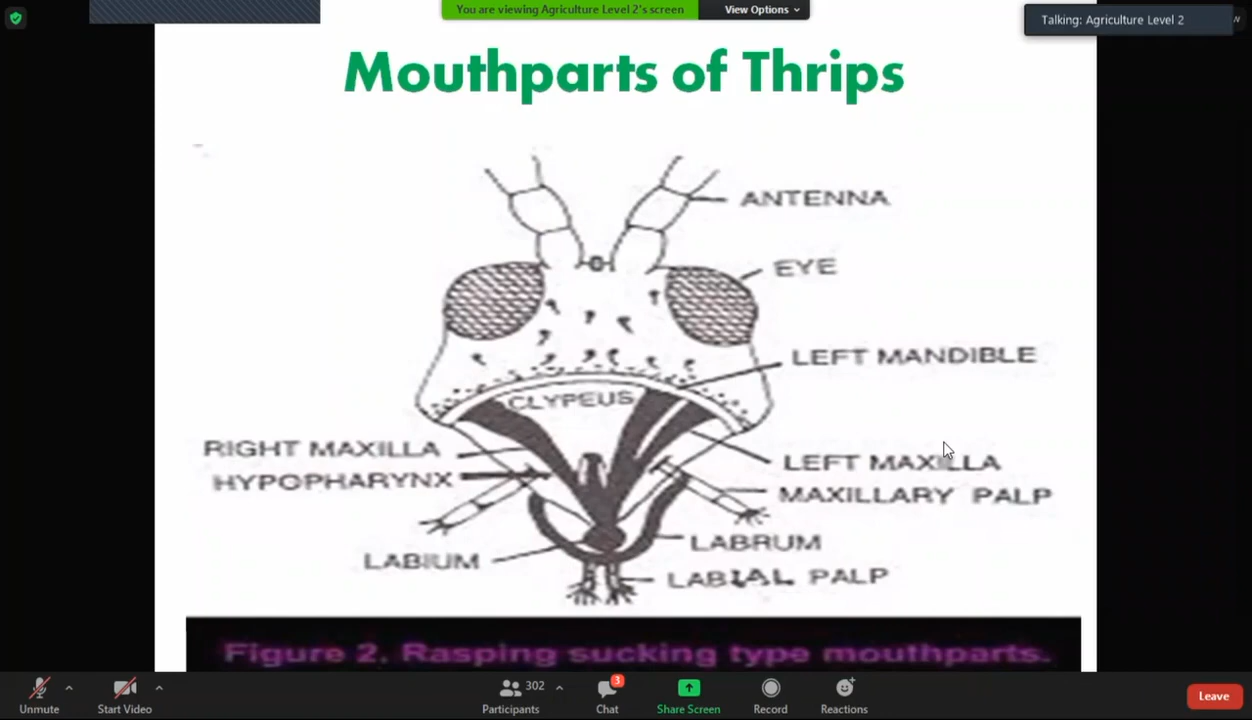 You are viewing Agriculture Level 2's screen
View Options
Talking: Agriculture Level 2
Mouthparts of Thrips
ANTENNA
EYE
LEFT MANDIBLE
CLYPEUS
RIGHT MAXILLA
LEFT MAXILLA
HYPOPHARYNX
MAXILLARY PALP
LABRUM
LABIUM
LABIAL PALP
Figure 2. Rasping sucking type mouthparts.
Unmute
Start Video
302
Participants
3
Chat
Share Screen
Record
Reactions
Leave